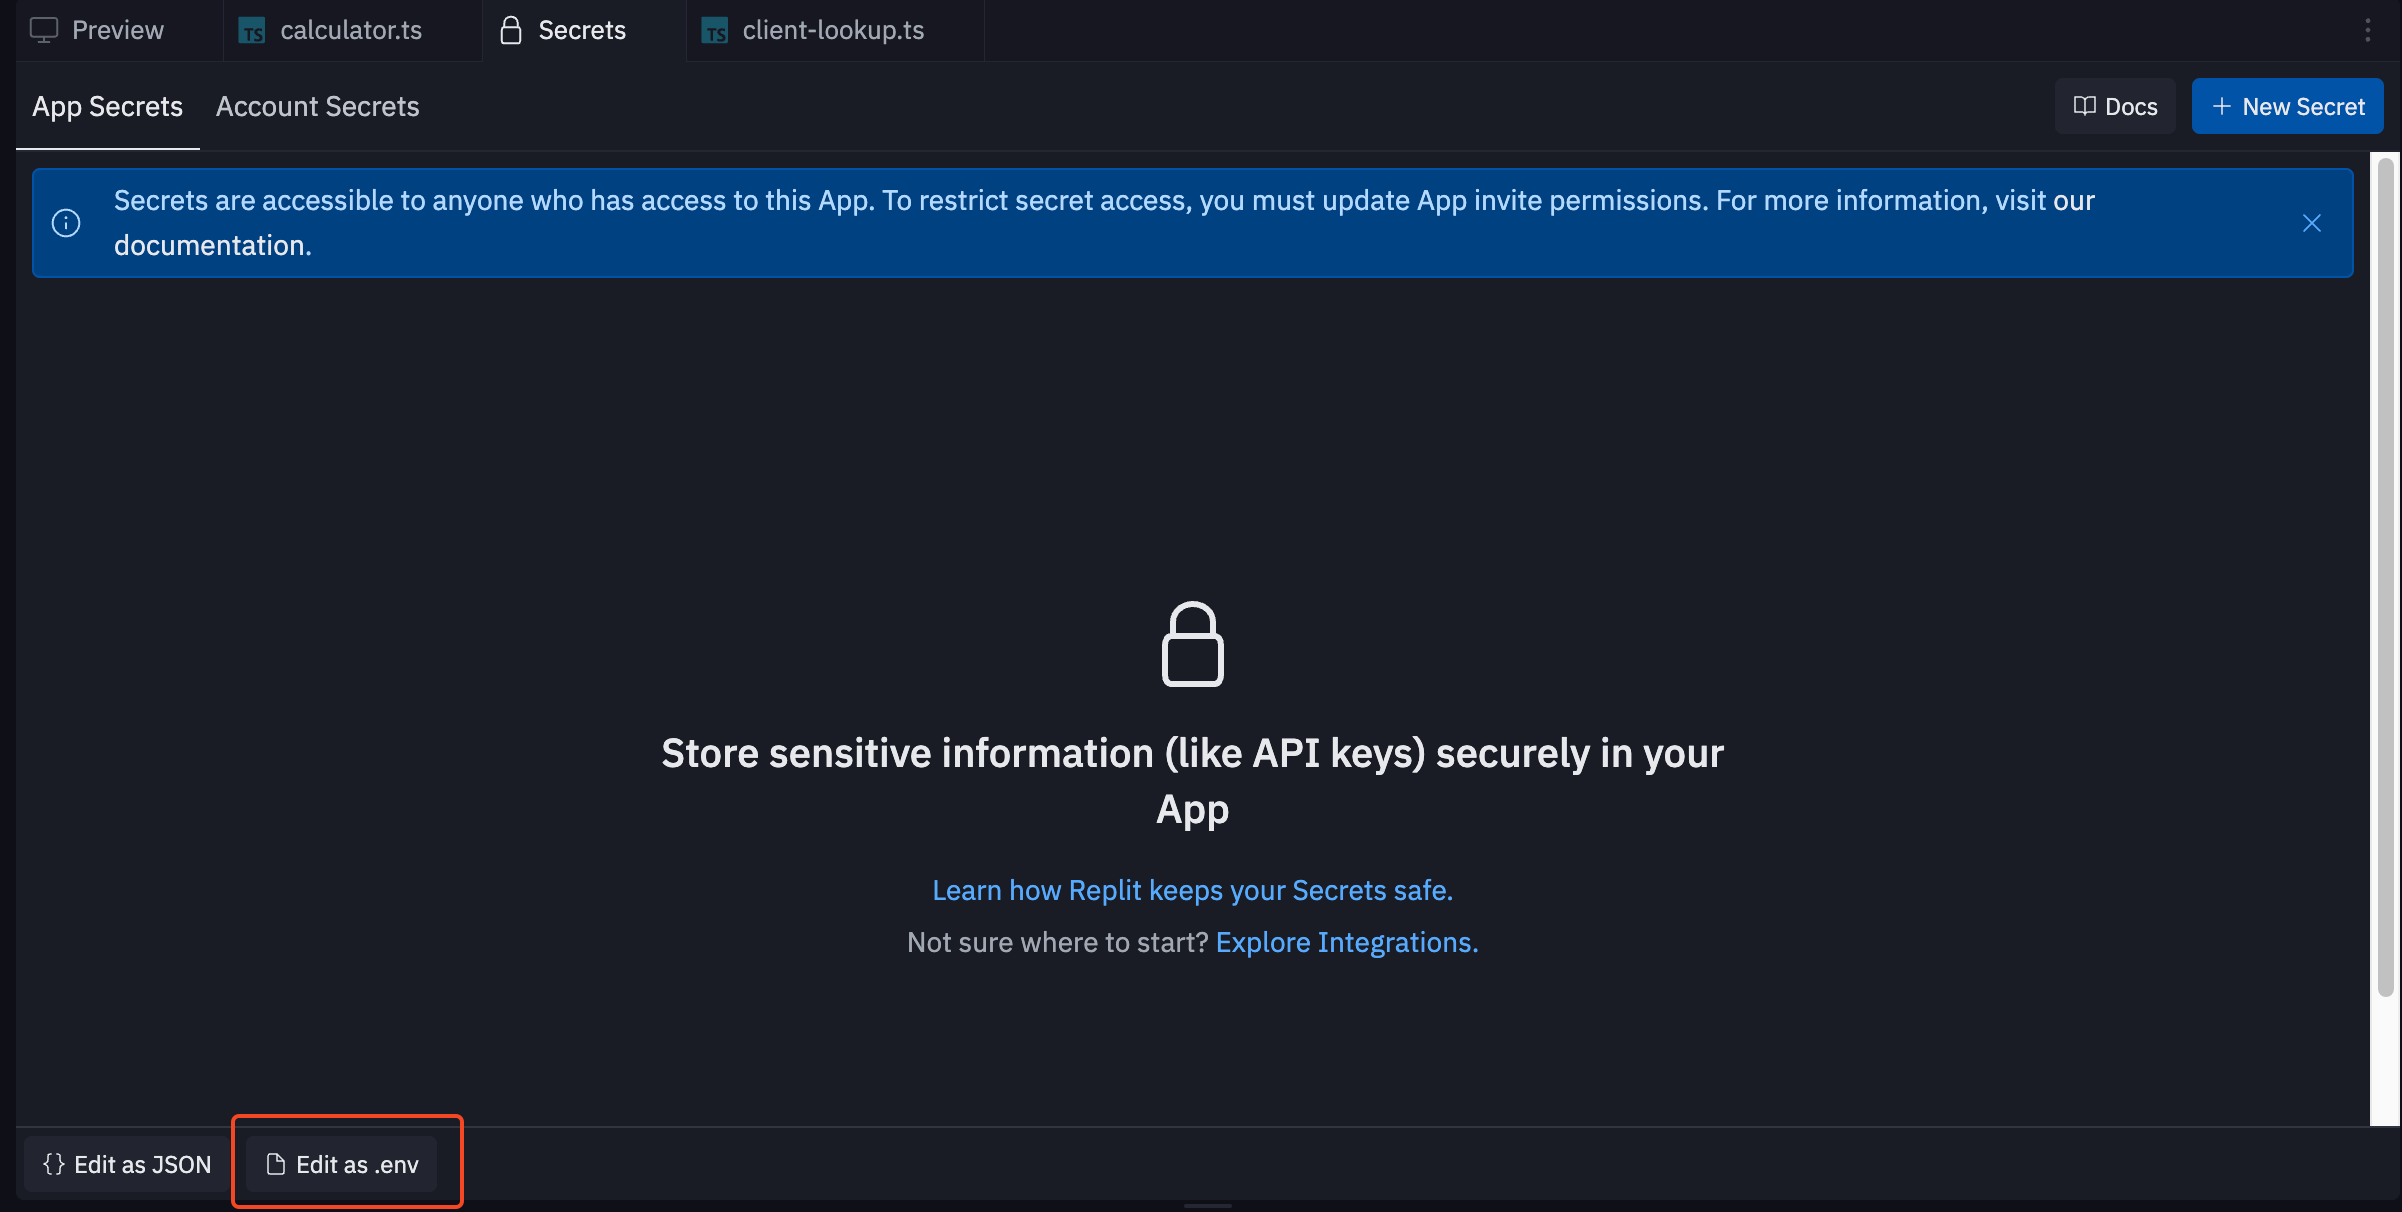 Preview
TS calculator.ts
Secrets
TS client-lookup.ts
App Secrets
Account Secrets
Docs
+ New Secret
Secrets are accessible to anyone who has access to this App. To restrict secret access, you must update App invite permissions. For more information, visit our
documentation.
Store sensitive information (like API keys) securely in your
App
Learn how Replit keeps your Secrets safe.
Not sure where to start? Explore Integrations.
{} Edit as JSON
Edit as .env